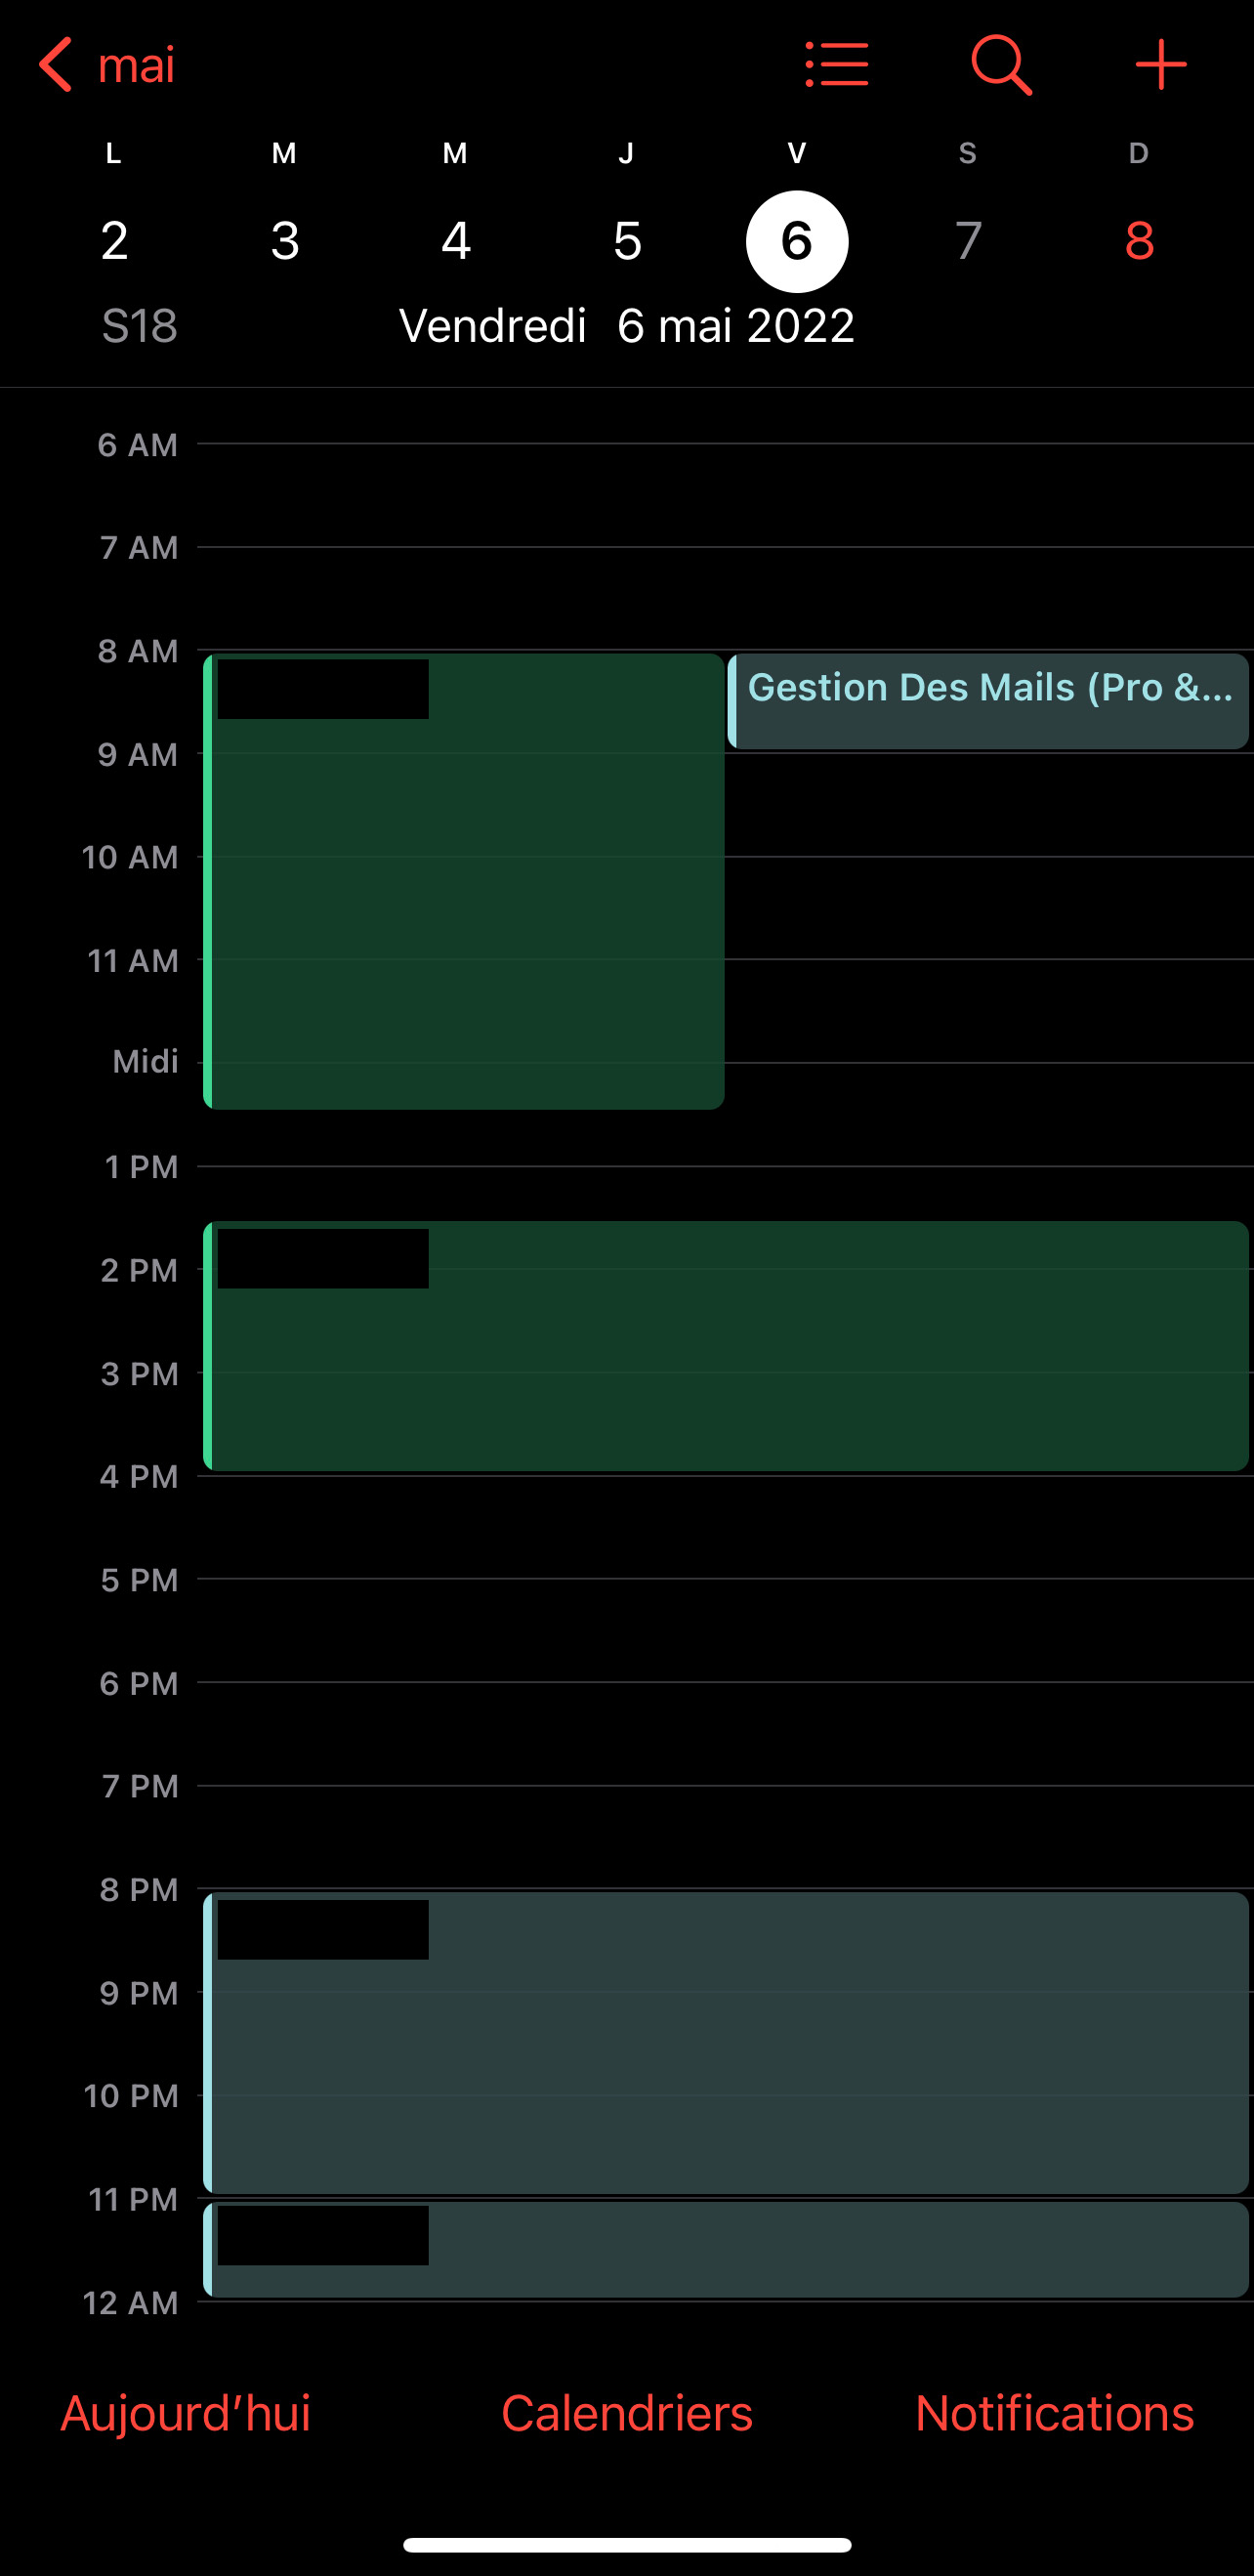 mai
L M M J V S D
2 3 4 5 6 7 8
S18 Vendredi 6 mai 2022
6 AM
7 AM
8 AM
Gestion Des Mails (Pro &...
9 AM
10 AM
11 AM
Midi
1 PM
2 PM
3 PM
4 PM
5 PM
6 PM
7 PM
8 PM
9 PM
10 PM
11 PM
12 AM
Aujourd’hui Calendriers Notifications